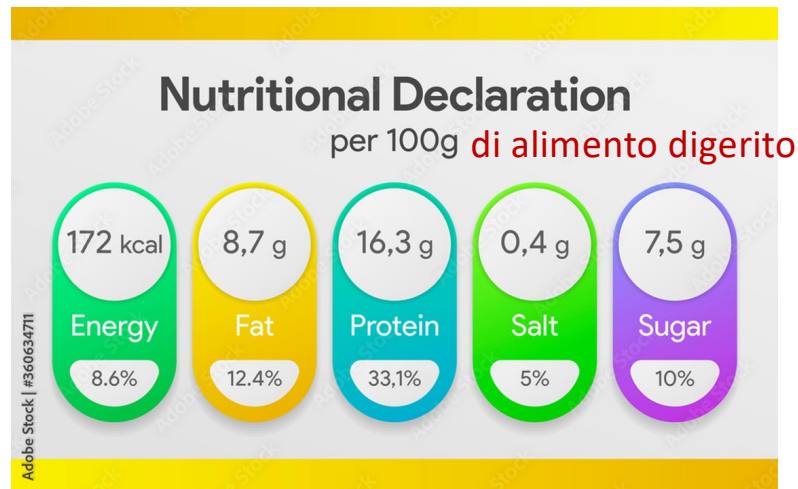 Nutritional Declaration
per 100g di alimento digerito
172 kcal
Energy
8.6%
8,7 g
Fat
12.4%
16,3 g
Protein
33,1%
0,4 g
Salt
5%
7,5 g
Sugar
10%
Adobe Stock | #360634711